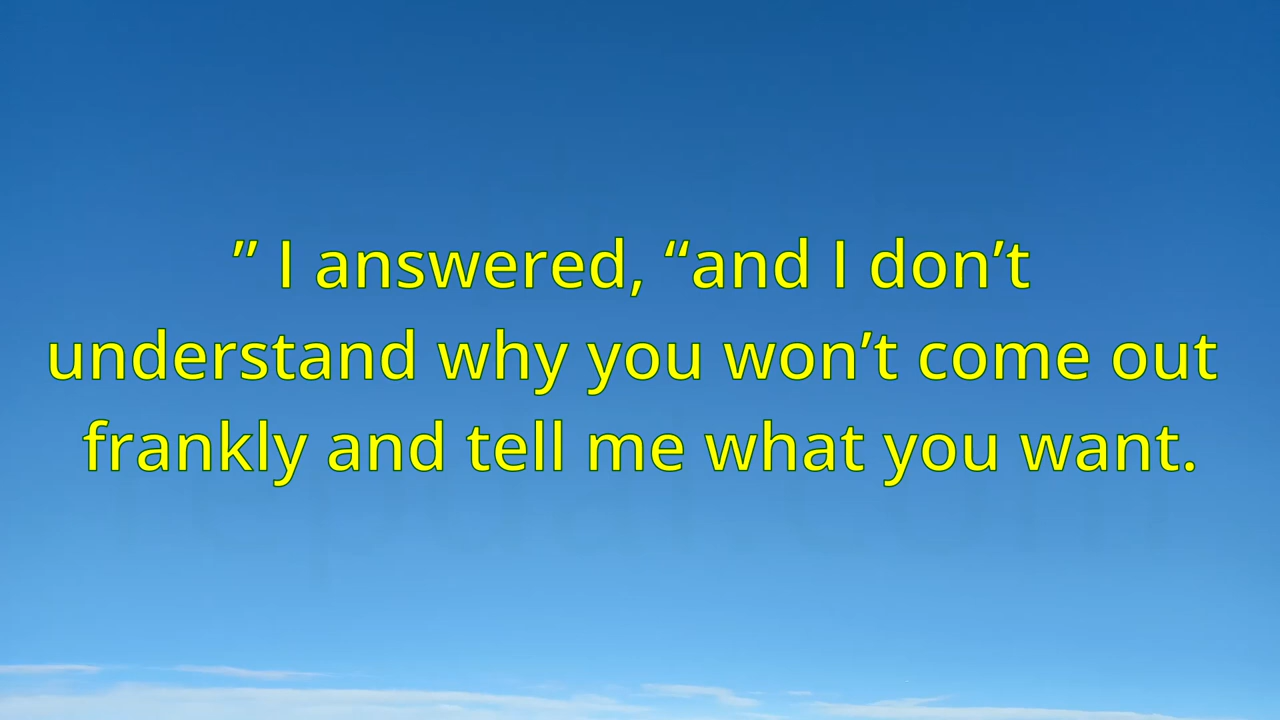 ” I answered, “and I don’t
understand why you won’t come out
frankly and tell me what you want.